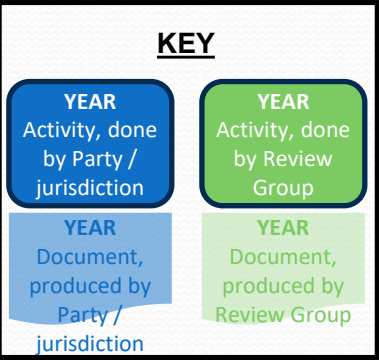 KEY
YEAR
Activity, done
by Party /
jurisdiction
YEAR
Activity, done
by Review
Group
YEAR
Document,
produced by
Party /
jurisdiction
YEAR
Document,
produced by
Review Group